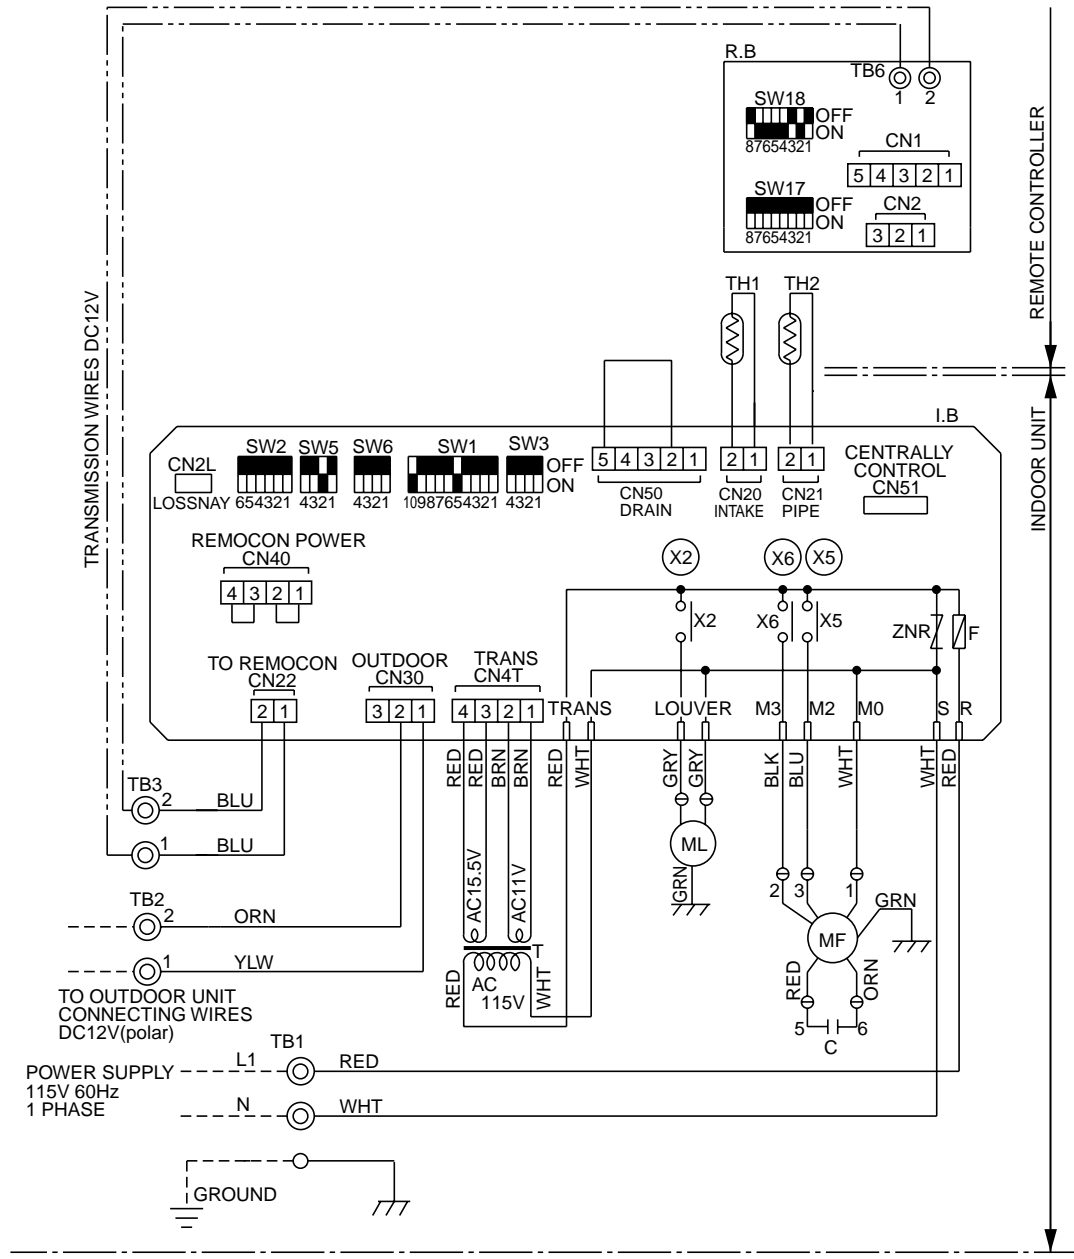 R.B
TB6
1 2
SW18
OFF
ON
87654321
CN1
5 4 3 2 1
SW17
OFF
ON
87654321
CN2
3 2 1
REMOTE CONTROLLER
TH1
TH2
TRANSMISSION WIRES DC12V
I.B
INDOOR UNIT
CN2L
LOSSNAY
SW2
654321
SW5
4321
SW6
4321
SW1
10987654321
SW3
4321
OFF
ON
5 4 3 2 1
CN50
DRAIN
2 1
CN20
INTAKE
2 1
CN21
PIPE
CENTRALLY
CONTROL
CN51
REMOCON POWER
CN40
4 3 2 1
X2
X6
X5
X2
X6
X5
ZNR
F
TO REMOCON
CN22
2 1
OUTDOOR
CN30
3 2 1
TRANS
CN4T
4 3 2 1
TRANS
LOUVER
M3
M2
M0
S
R
RED
RED
BRN
BRN
RED
WHT
GRY
GRY
BLK
BLU
WHT
WHT
RED
TB3
2
BLU
1
BLU
AC15.5V
AC11V
ML
GRN
2
3
1
GRN
MF
TB2
2
ORN
1
YLW
T
RED
AC
115V
WHT
RED
ORN
5
6
C
TO OUTDOOR UNIT
CONNECTING WIRES
DC12V(polar)
TB1
L1
RED
POWER SUPPLY
115V 60Hz
1 PHASE
N
WHT
GROUND